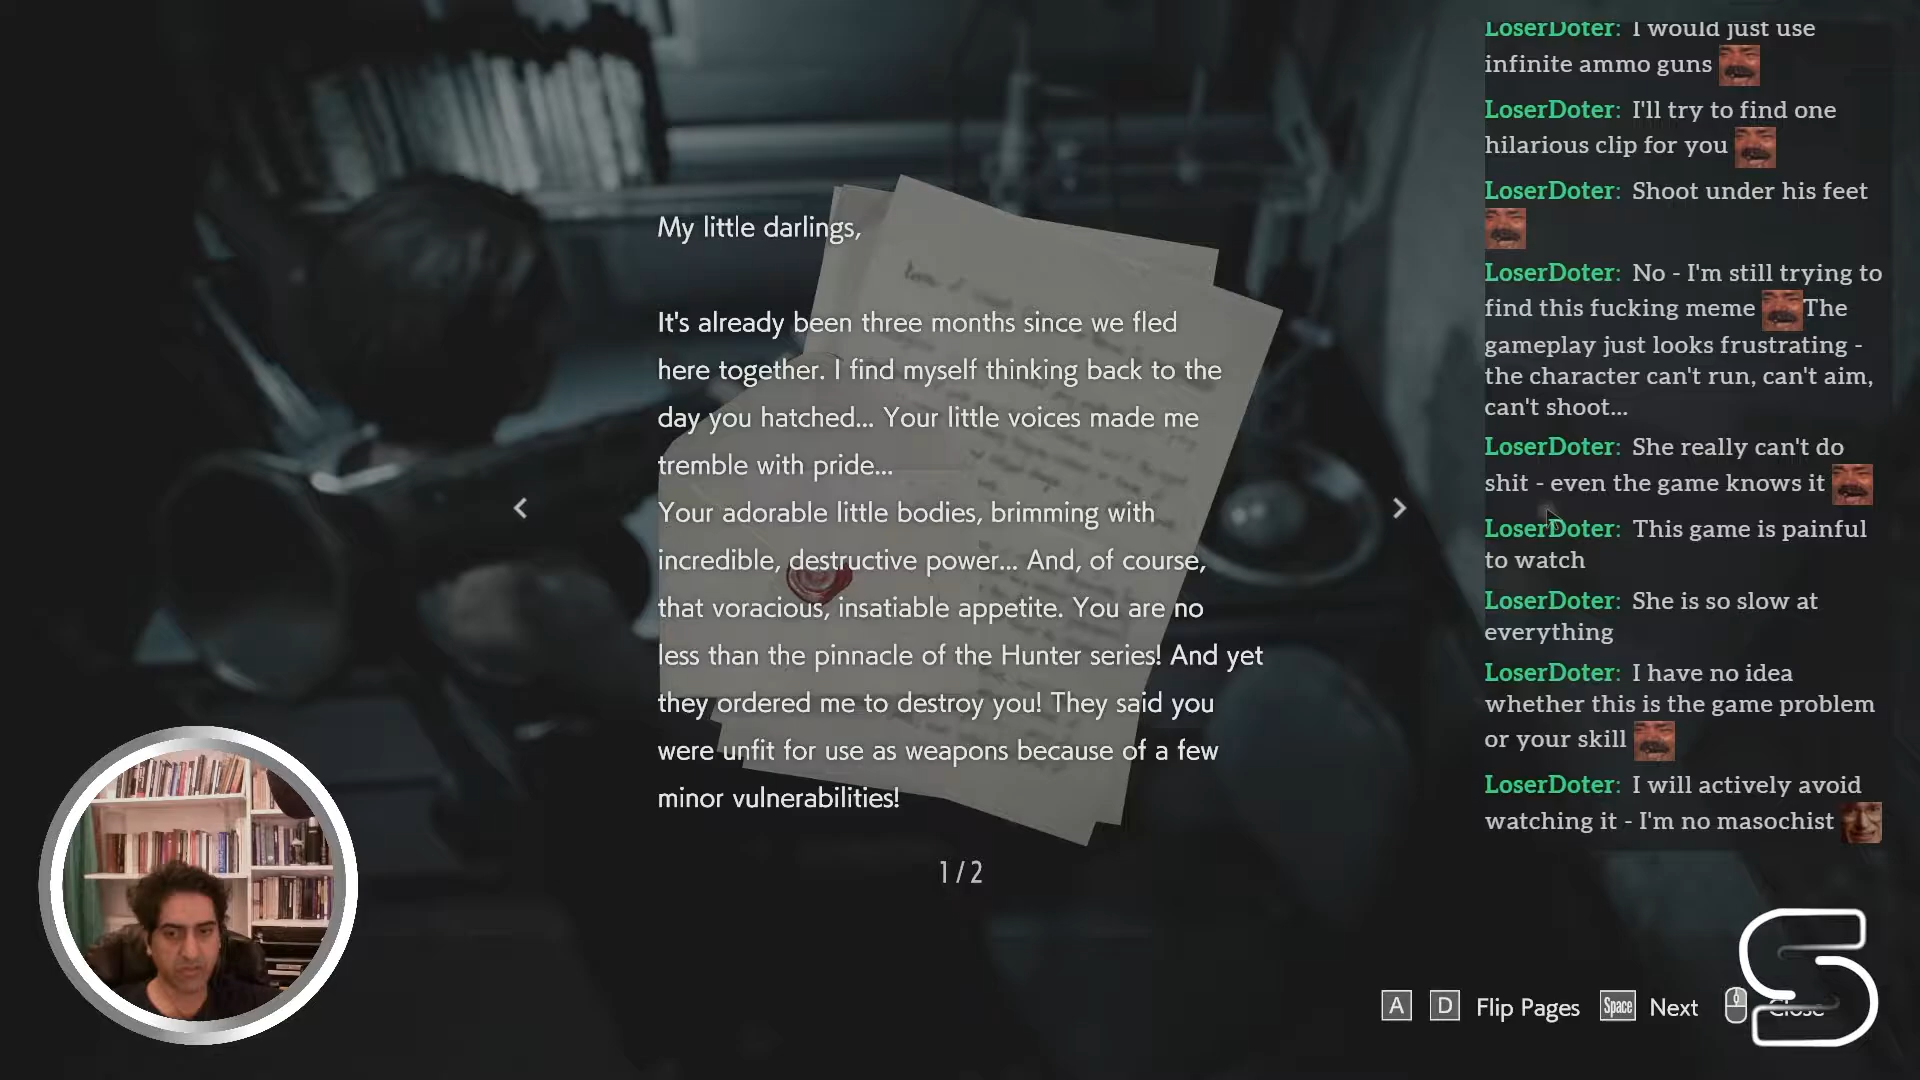 My little darlings,
It's already been three months since we fled
here together. I find myself thinking back to the
day you hatched... Your little voices made me
tremble with pride...
Your adorable little bodies, brimming with
incredible, destructive power... And, of course,
that voracious, insatiable appetite. You are no
less than the pinnacle of the Hunter series! And yet
they ordered me to destroy you! They said you
were unfit for use as weapons because of a few
minor vulnerabilities!
1 / 2
LoserDoter: I would just use
infinite ammo guns
LoserDoter: I'll try to find one
hilarious clip for you
LoserDoter: Shoot under his feet
LoserDoter: No - I'm still trying to
find this fucking meme The
gameplay just looks frustrating -
the character can't run, can't aim,
can't shoot...
LoserDoter: She really can't do
shit - even the game knows it
LoserDoter: This game is painful
to watch
LoserDoter: She is so slow at
everything
LoserDoter: I have no idea
whether this is the game problem
or your skill
LoserDoter: I will actively avoid
watching it - I'm no masochist
A D Flip Pages Space Next Close